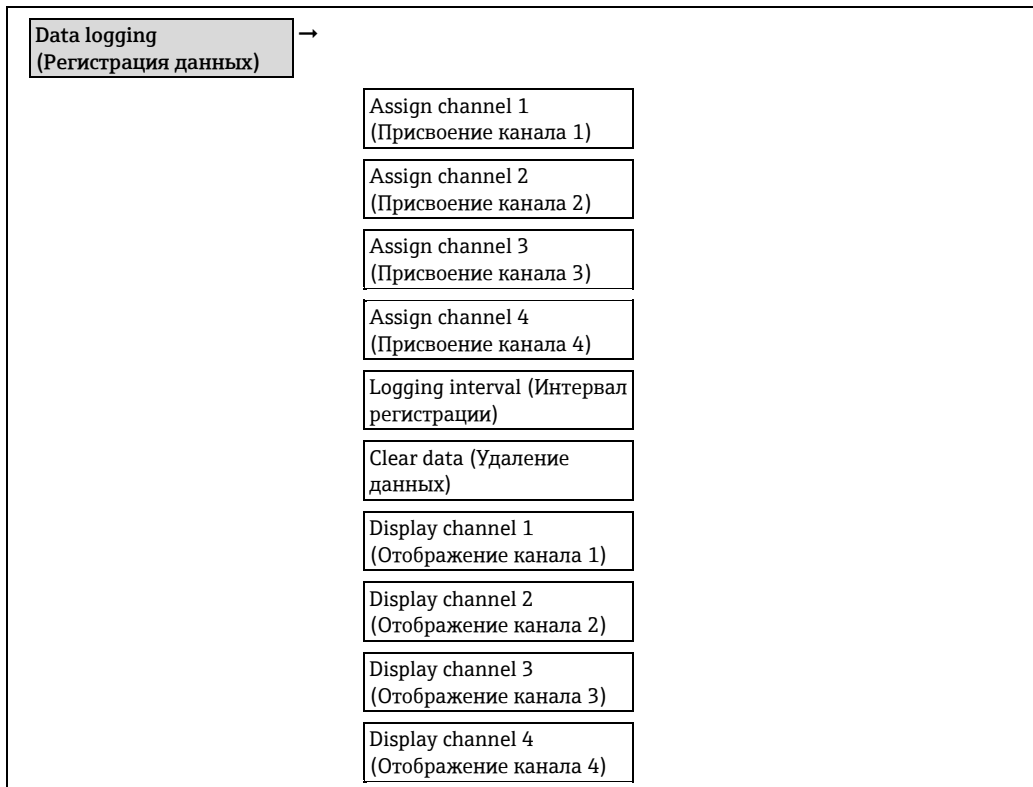 Data logging →
(Регистрация данных)
Assign channel 1
(Присвоение канала 1)
Assign channel 2
(Присвоение канала 2)
Assign channel 3
(Присвоение канала 3)
Assign channel 4
(Присвоение канала 4)
Logging interval (Интервал
регистрации)
Clear data (Удаление
данных)
Display channel 1
(Отображение канала 1)
Display channel 2
(Отображение канала 2)
Display channel 3
(Отображение канала 3)
Display channel 4
(Отображение канала 4)